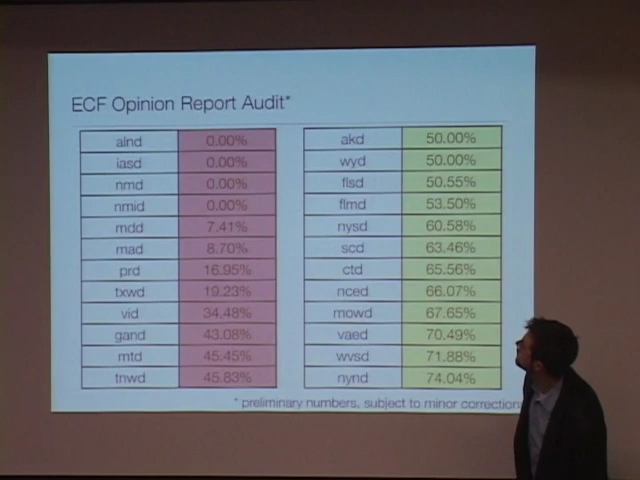 ECF Opinion Report Audit*
alnd 0.00% akd 50.00%
iasd 0.00% wyd 50.00%
nmd 0.00% flsd 50.55%
nmid 0.00% flmd 53.50%
mdd 7.41% nysd 60.58%
mad 8.70% scd 63.46%
prd 16.95% ctd 65.56%
txwd 19.23% nced 66.07%
vid 34.48% mowd 67.65%
gand 43.08% vaed 70.49%
mtd 45.45% wvsd 71.88%
tnwd 45.83% nynd 74.04%
* preliminary numbers, subject to minor correction